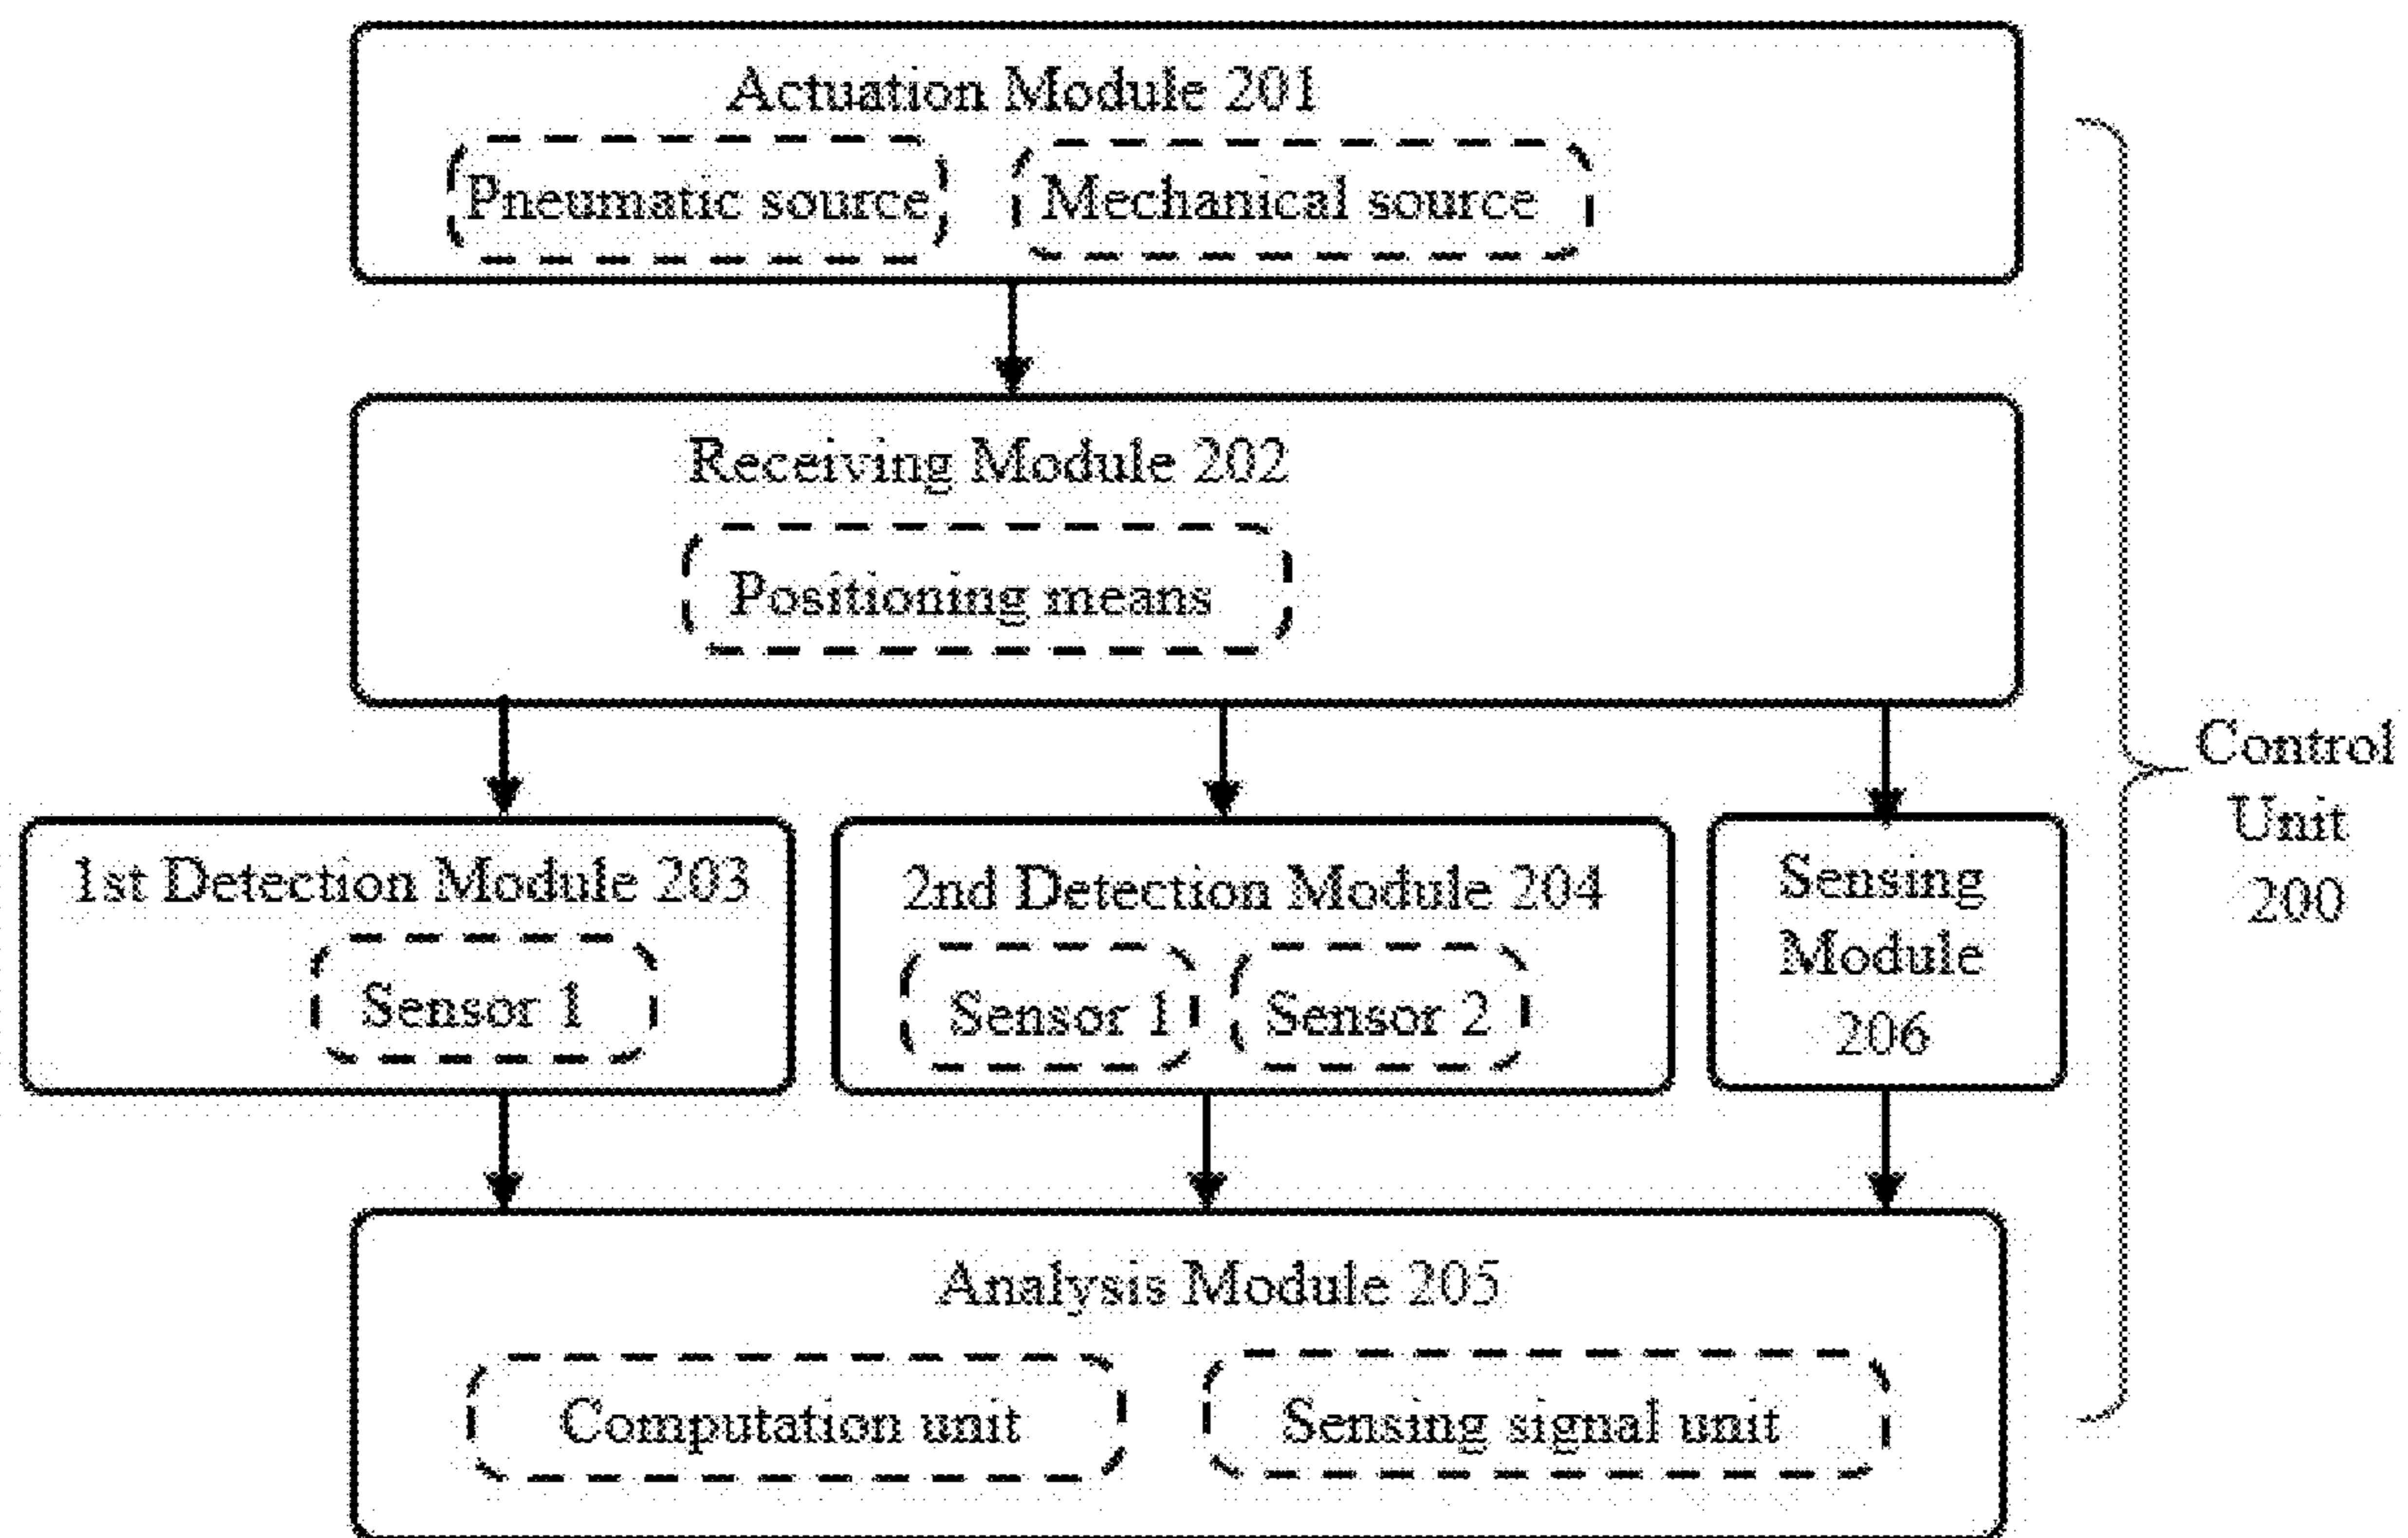 Actuation Module 201
Pneumatic source
Mechanical source
Receiving Module 202
Positioning means
Control
Unit
200
1st Detection Module 203
Sensor 1
2nd Detection Module 204
Sensor 1
Sensor 2
Sensing
Module
206
Analysis Module 205
Computation unit
Sensing signal unit